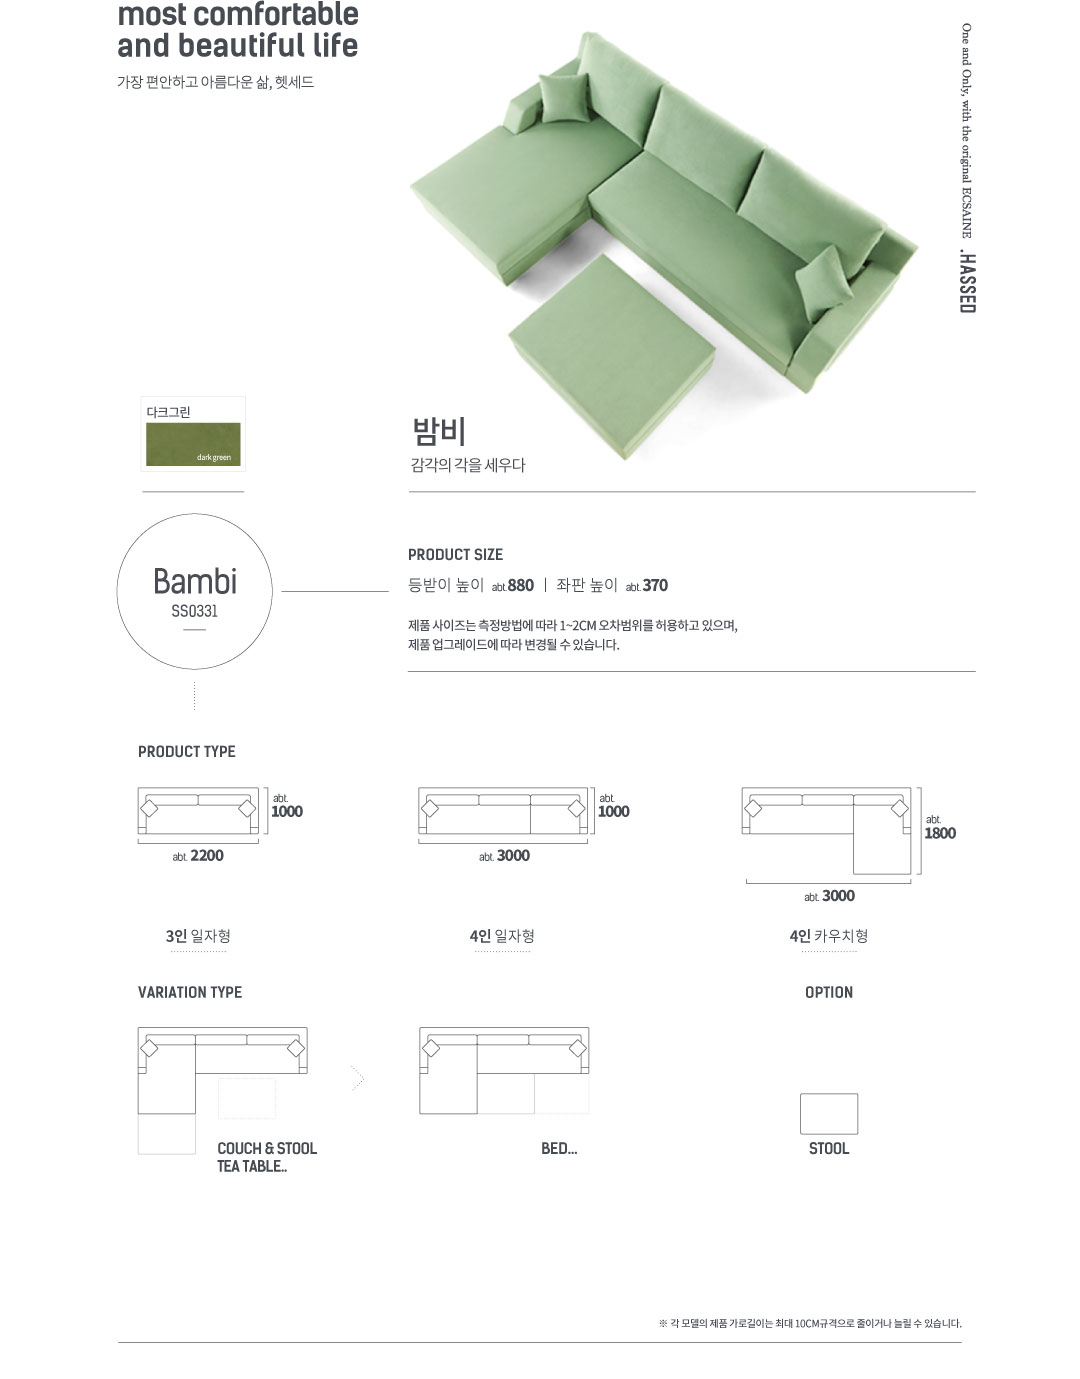 most comfortable
and beautiful life
가장 편안하고 아름다운 삶, 헷세드
One and Only, with the original ECSAINE .HASSED
다크그린
dark green
밤비
감각의 각을 세우다
Bambi
SS0331
PRODUCT SIZE
등받이 높이 abt.880 | 좌판 높이 abt.370
제품 사이즈는 측정방법에 따라 1~2CM 오차범위를 허용하고 있으며,
제품 업그레이드에 따라 변경될 수 있습니다.
PRODUCT TYPE
abt.
1000
abt. 2200
3인 일자형
abt.
1000
abt. 3000
4인 일자형
abt.
1800
abt. 3000
4인 카우치형
VARIATION TYPE
OPTION
COUCH & STOOL
TEA TABLE..
BED...
STOOL
※ 각 모델의 제품 가로길이는 최대 10CM규격으로 줄이거나 늘릴 수 있습니다.